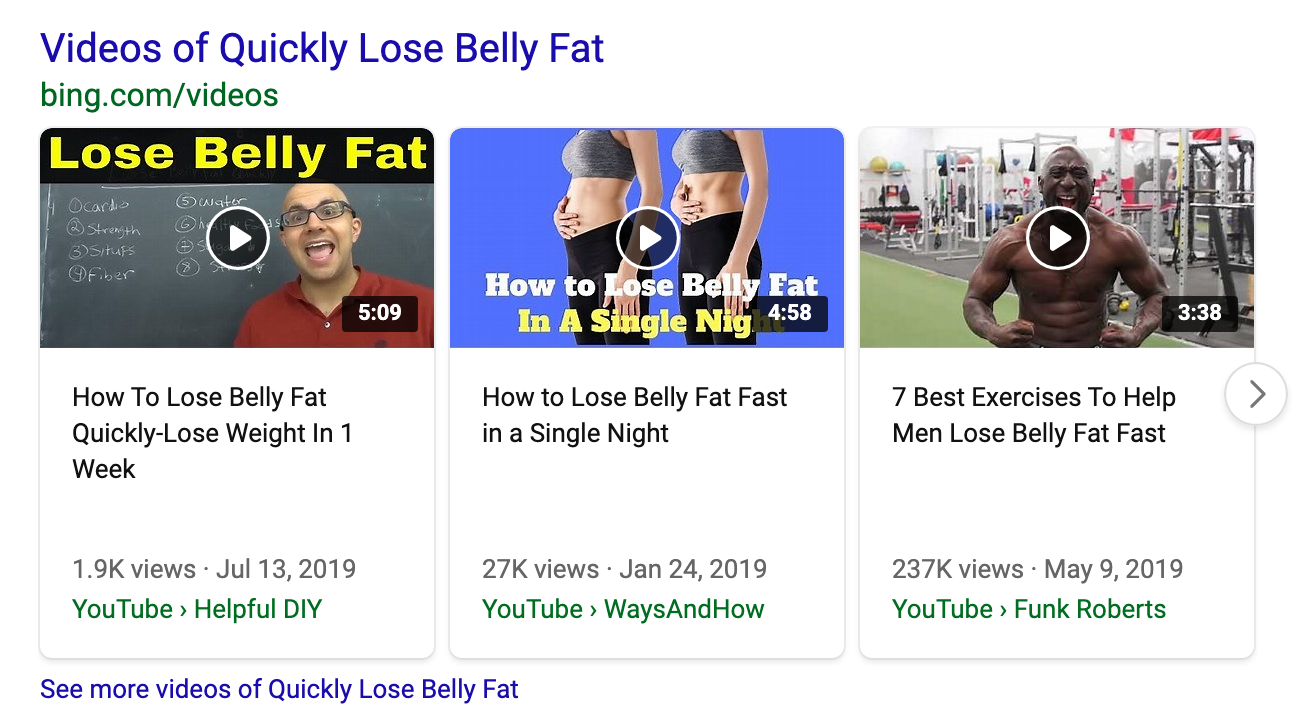 Videos of Quickly Lose Belly Fat
bing.com/videos
Lose Belly Fat
①cardio
②Strength
③Situps
④Fiber
⑤water
⑥
⑦
⑧
5:09
How to Lose Belly Fat
In A Single Night
4:58
3:38
How To Lose Belly Fat
Quickly-Lose Weight In 1
Week
1.9K views · Jul 13, 2019
YouTube › Helpful DIY
How to Lose Belly Fat Fast
in a Single Night
27K views · Jan 24, 2019
YouTube › WaysAndHow
7 Best Exercises To Help
Men Lose Belly Fat Fast
237K views · May 9, 2019
YouTube › Funk Roberts
See more videos of Quickly Lose Belly Fat